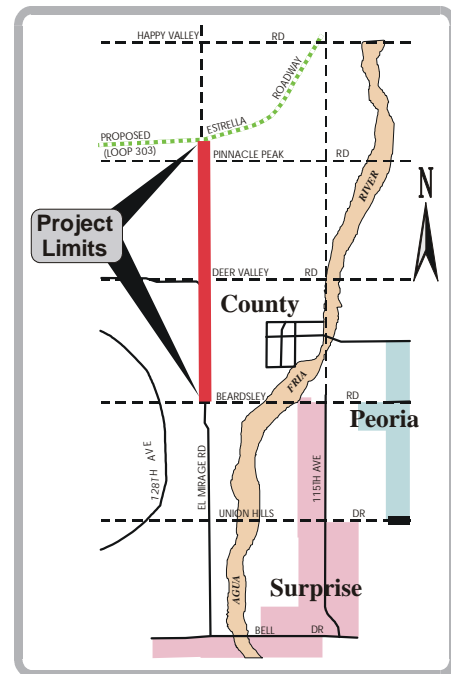 HAPPY VALLEY RD
ESTRELLA ROADWAY
PROPOSED
(LOOP 303)
PINNACLE PEAK RD
RIVER
N
Project
Limits
DEER VALLEY RD
County
FRIA
BEARDSLEY RD
Peoria
128TH AVE
EL MIRAGE RD
115TH AVE
UNION HILLS DR
AGUA
Surprise
BELL DR